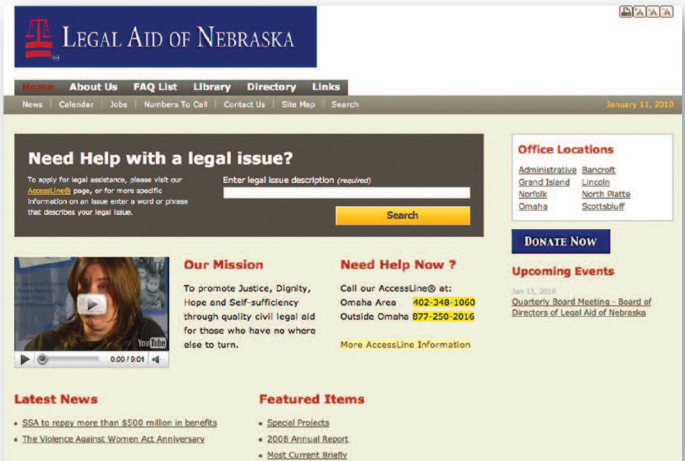 LEGAL AID OF NEBRASKA
A A A
Home About Us FAQ List Library Directory Links
News Calendar Jobs Numbers To Call Contact Us Site Map Search
January 11, 2010
Need Help with a legal issue?
To apply for legal assistance, please visit our
AccessLine® page, or for more specific
information on an issue enter a word or phrase
that describes your legal issue.
Enter legal issue description (required)
Search
Office Locations
Administrative Bancroft
Grand Island Lincoln
Norfolk North Platte
Omaha Scottsbluff
DONATE NOW
Upcoming Events
Jan 13, 2010
Quarterly Board Meeting - Board of
Directors of Legal Aid of Nebraska
YouTube
0:00 / 9:01
Our Mission
To promote Justice, Dignity,
Hope and Self-sufficiency
through quality civil legal aid
for those who have no where
else to turn.
Need Help Now ?
Call our AccessLine® at:
Omaha Area 402-348-1060
Outside Omaha 877-250-2016
More AccessLine Information
Latest News
SSA to repay more than $500 million in benefits
The Violence Against Women Act Anniversary
Featured Items
Special Projects
2008 Annual Report
Most Current Briefly